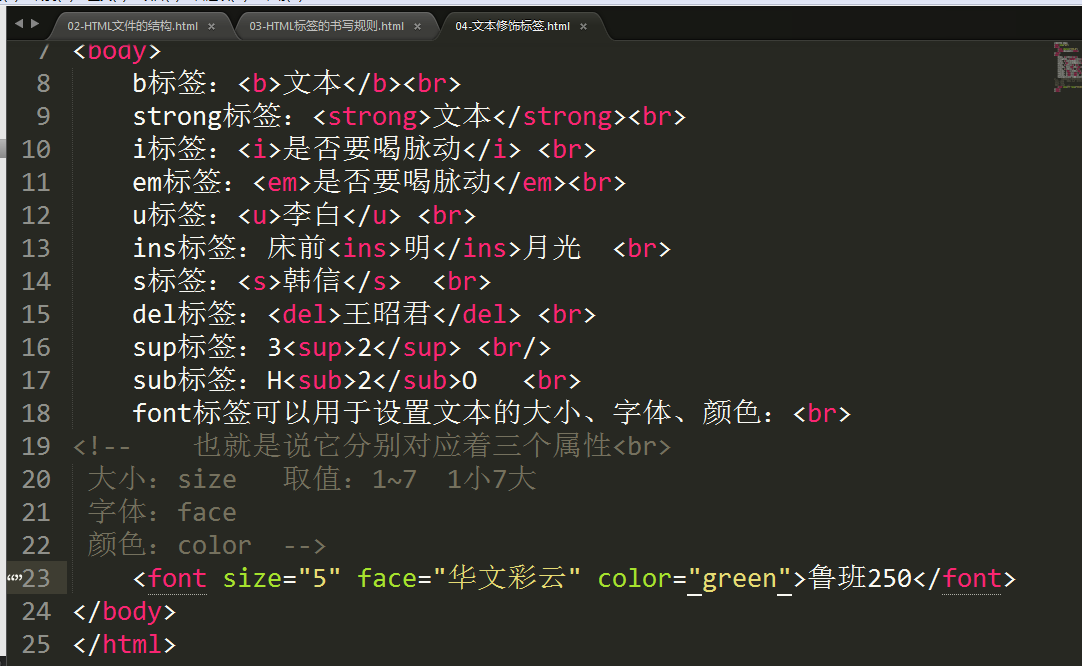 02-HTML文件的结构.html × 03-HTML标签的书写规则.html × 04-文本修饰标签.html ×
7 <body>
8 b标签：<b>文本</b><br>
9 strong标签：<strong>文本</strong><br>
10 i标签：<i>是否要喝脉动</i> <br>
11 em标签：<em>是否要喝脉动</em><br>
12 u标签：<u>李白</u> <br>
13 ins标签：床前<ins>明</ins>月光  <br>
14 s标签：<s>韩信</s>  <br>
15 del标签：<del>王昭君</del> <br>
16 sup标签：3<sup>2</sup> <br/>
17 sub标签：H<sub>2</sub>O   <br>
18 font标签可以用于设置文本的大小、字体、颜色：<br>
19 <!--    也就是说它分别对应着三个属性<br>
20 大小：size   取值：1~7  1小7大
21 字体：face
22 颜色：color  -->
23 <font size="5" face="华文彩云" color="green">鲁班250</font>
24 </body>
25 </html>